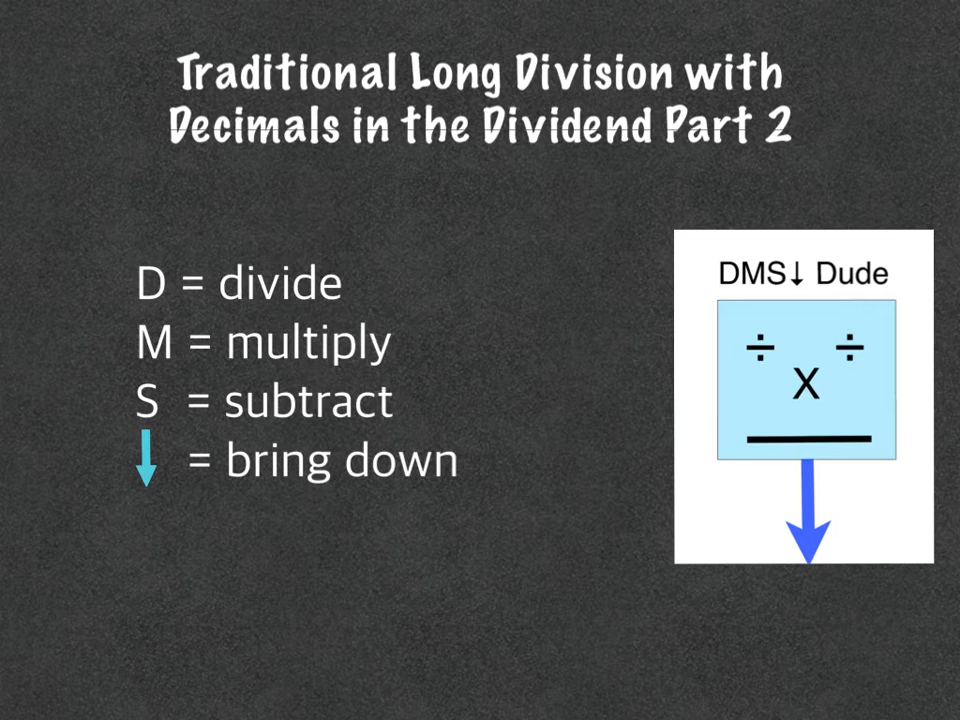 Traditional Long Division with
Decimals in the Dividend Part 2
D = divide
M = multiply
S = subtract
↓ = bring down
DMS↓ Dude
÷ ÷
X